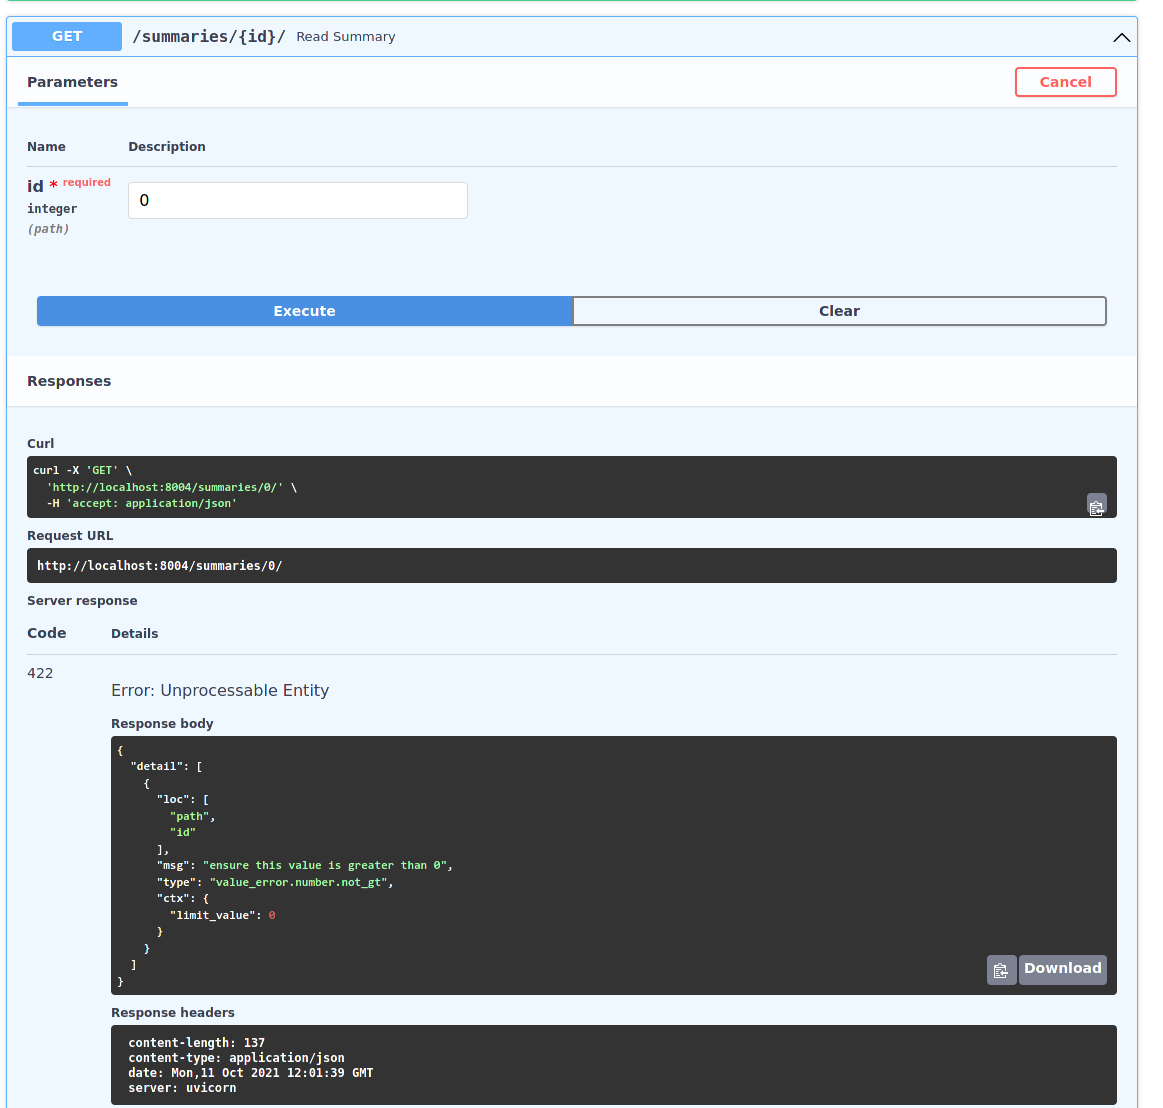 GET /summaries/{id}/ Read Summary
Parameters
Cancel
Name Description
id * required
integer
(path)
0
Execute
Clear
Responses
Curl
curl -X 'GET' \
  'http://localhost:8004/summaries/0/' \
  -H 'accept: application/json'
Request URL
http://localhost:8004/summaries/0/
Server response
Code Details
422
Error: Unprocessable Entity
Response body
{
  "detail": [
    {
      "loc": [
        "path",
        "id"
      ],
      "msg": "ensure this value is greater than 0",
      "type": "value_error.number.not_gt",
      "ctx": {
        "limit_value": 0
      }
    }
  ]
}
Download
Response headers
content-length: 137
content-type: application/json
date: Mon,11 Oct 2021 12:01:39 GMT
server: uvicorn